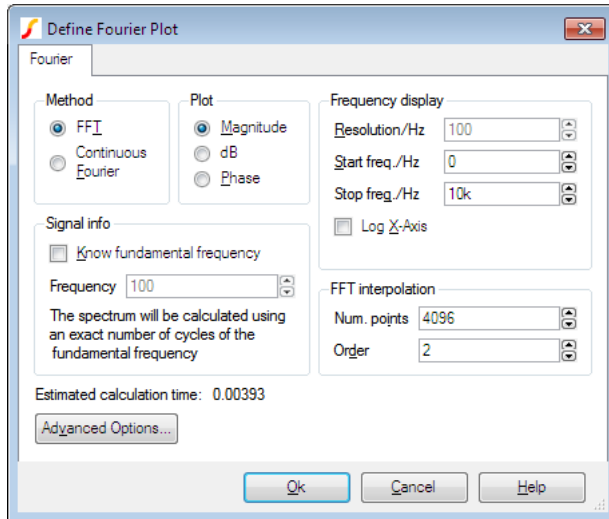 Define Fourier Plot
Fourier
Method
FFT
Continuous
Fourier
Plot
Magnitude
dB
Phase
Frequency display
Resolution/Hz 100
Start freq./Hz 0
Stop freq./Hz 10k
Log X-Axis
Signal info
Know fundamental frequency
Frequency 100
The spectrum will be calculated using
an exact number of cycles of the
fundamental frequency
FFT interpolation
Num. points 4096
Order 2
Estimated calculation time: 0.00393
Advanced Options...
Ok Cancel Help